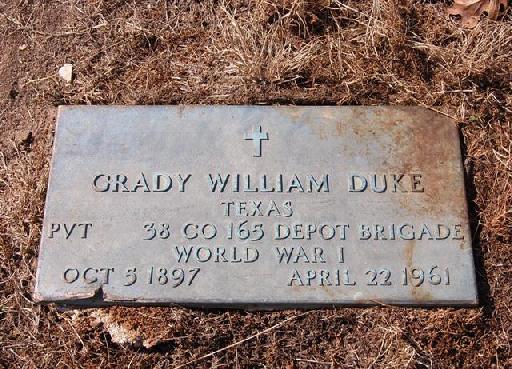 GRADY WILLIAM DUKE
TEXAS
PVT 38 CO 165 DEPOT BRIGADE
WORLD WAR I
OCT 5 1897 APRIL 22 1961